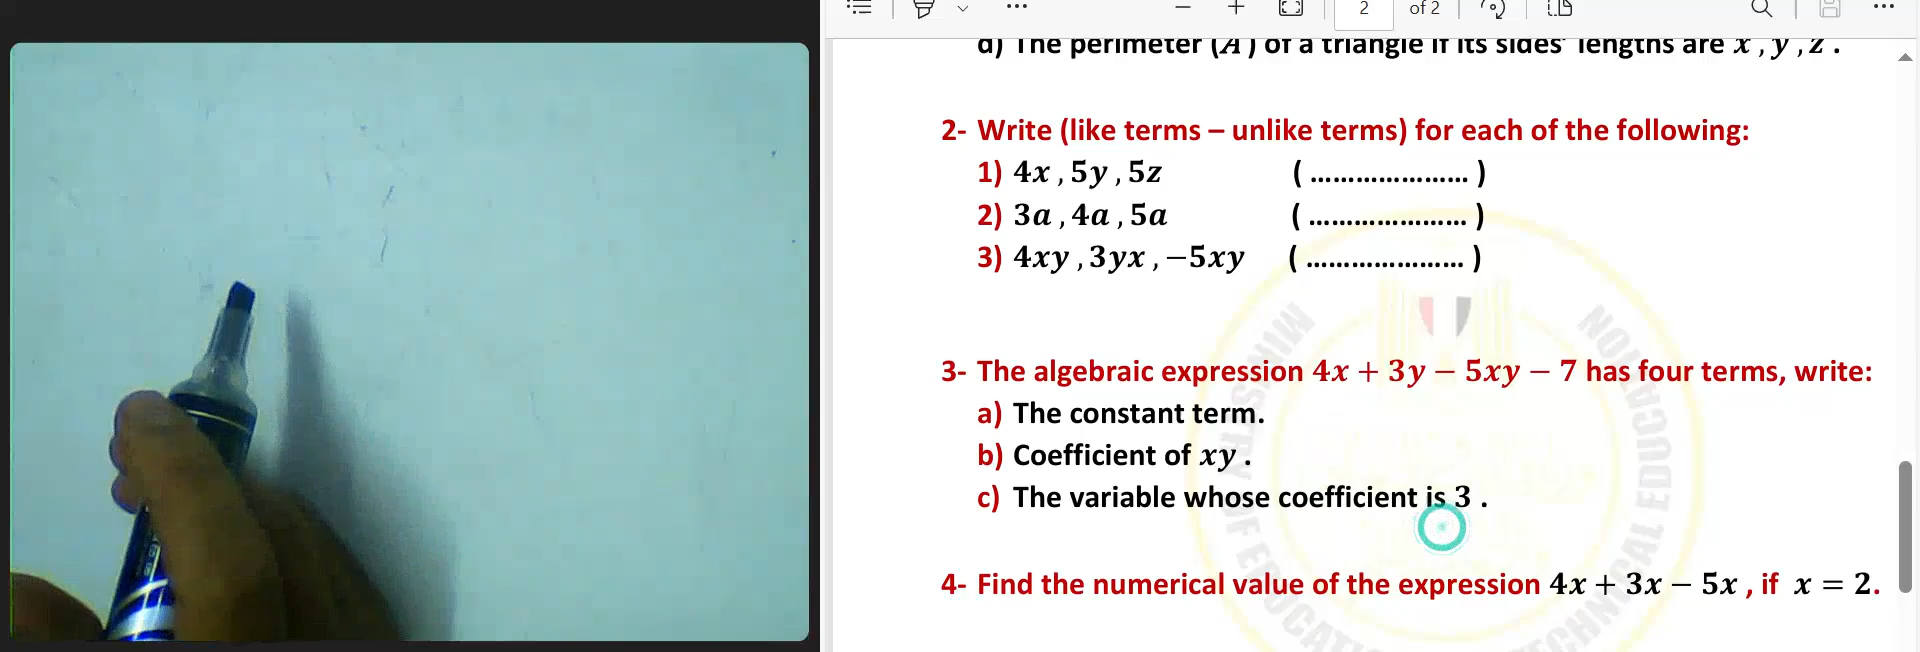 2 of 2
d) The perimeter (A) of a triangle if its sides' lengths are x , y , z .
2- Write (like terms – unlike terms) for each of the following:
1) 4x , 5y , 5z ( ..................... )
2) 3a , 4a , 5a ( ..................... )
3) 4xy , 3yx , −5xy ( ..................... )
3- The algebraic expression 4x + 3y − 5xy − 7 has four terms, write:
a) The constant term.
b) Coefficient of xy .
c) The variable whose coefficient is 3 .
4- Find the numerical value of the expression 4x + 3x − 5x , if x = 2.